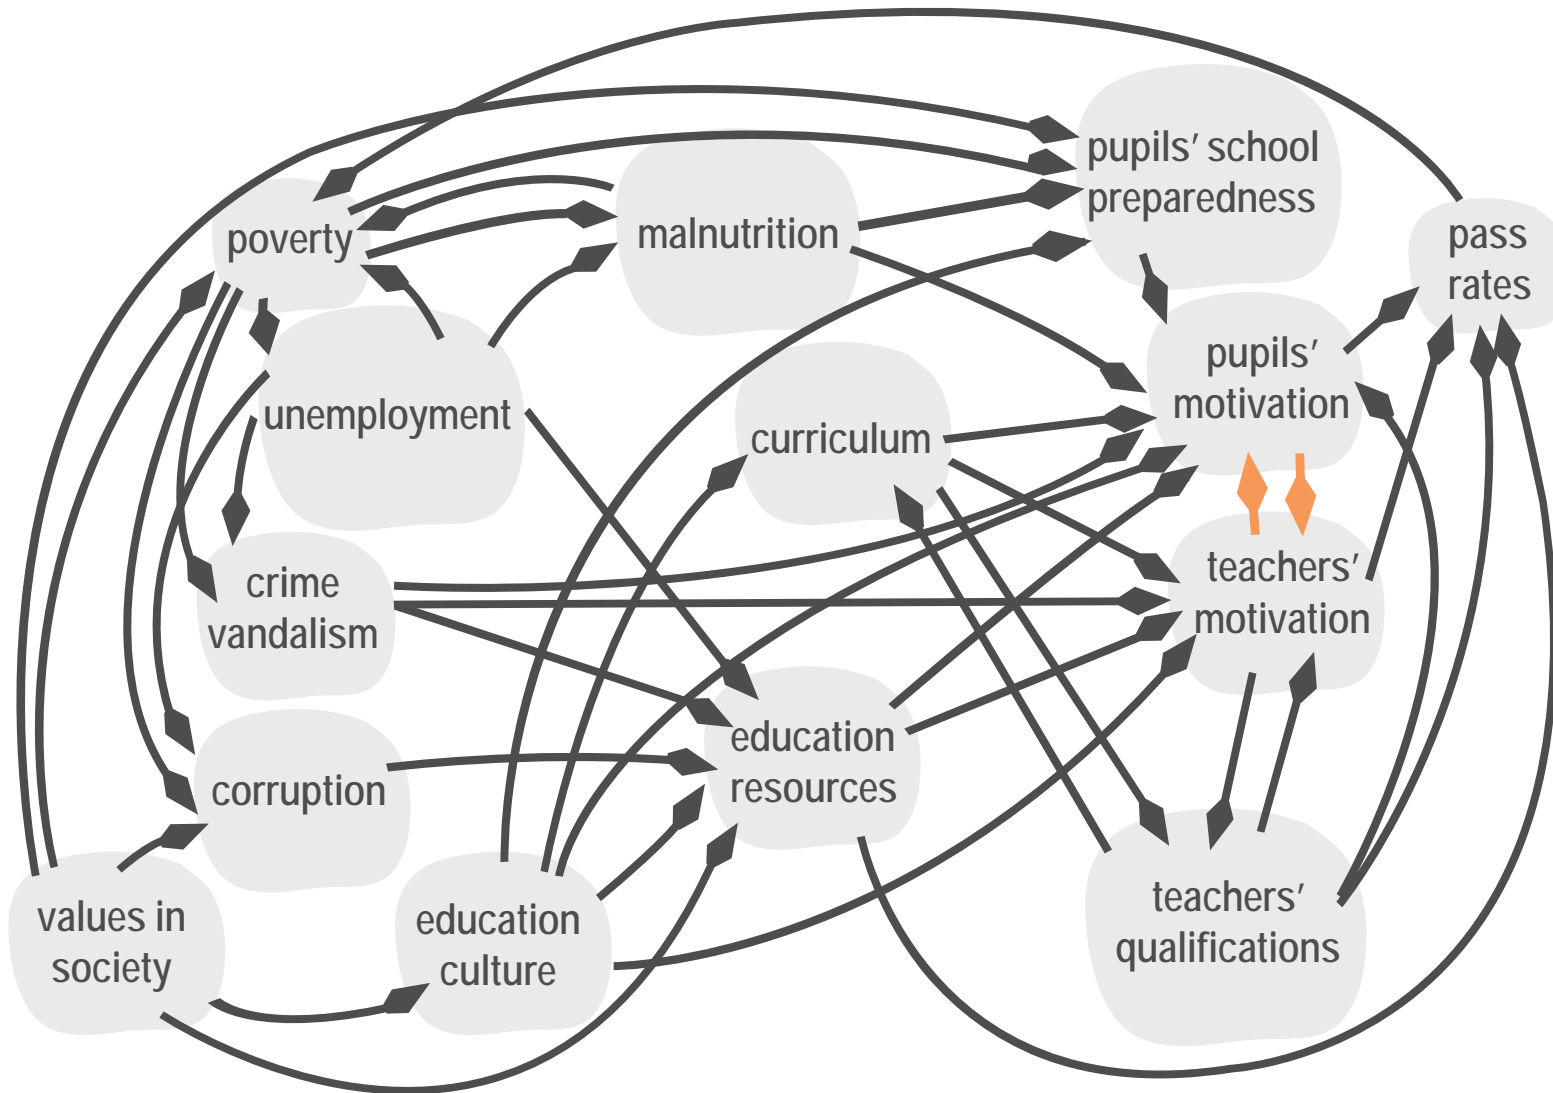 pupils’ school
preparedness
poverty
malnutrition
pass
rates
pupils’
motivation
unemployment
curriculum
crime
vandalism
teachers’
motivation
education
resources
corruption
values in
society
education
culture
teachers’
qualifications